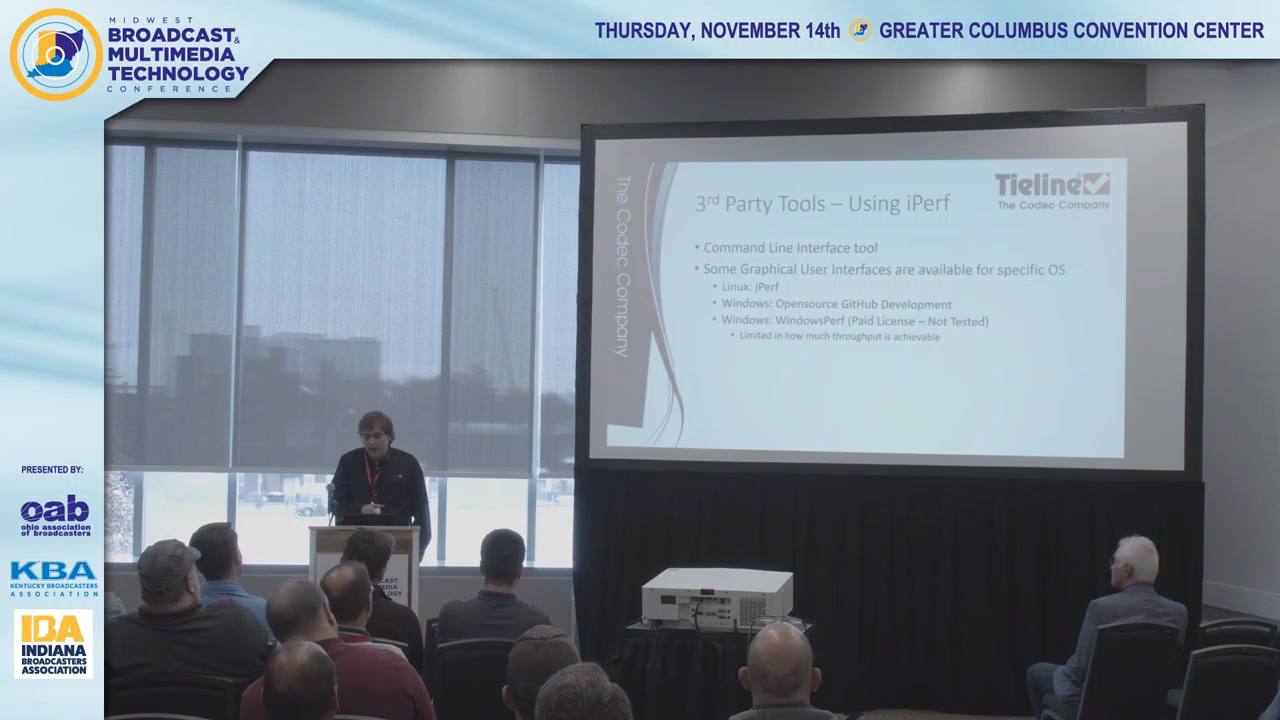 MIDWEST
BROADCAST&
MULTIMEDIA
TECHNOLOGY
CONFERENCE
THURSDAY, NOVEMBER 14th GREATER COLUMBUS CONVENTION CENTER
The Codec Company
Tieline
The Codec Company
3rd Party Tools – Using iPerf
• Command Line Interface tool
• Some Graphical User Interfaces are available for specific OS
• Linux: jPerf
• Windows: Opensource GitHub Development
• Windows: WindowsPerf (Paid License – Not Tested)
• Limited in how much throughput is achievable
PRESENTED BY:
oab
ohio association
of broadcasters
KBA
KENTUCKY BROADCASTERS
ASSOCIATION
IBA
INDIANA
BROADCASTERS
ASSOCIATION
CAST,
MEDIA
LOGY